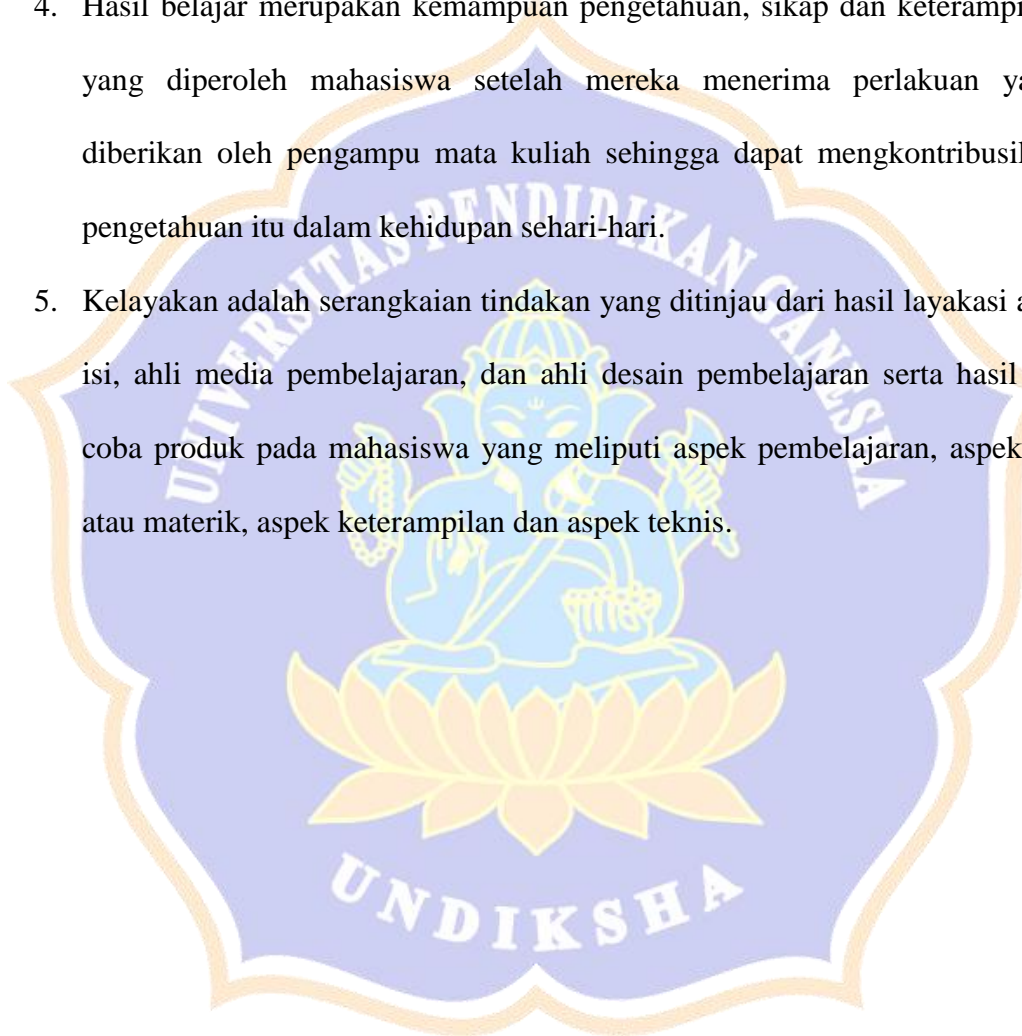 4. Hasil belajar merupakan kemampuan pengetahuan, sikap dan
yang diperoleh mahasiswa setelah mereka menerima perlakuan
diberikan oleh pengampu mata kuliah sehingga dapat
pengetahuan itu dalam kehidupan sehari-hari.
5. Kelayakan adalah serangkaian tindakan yang ditinjau dari hasil layakasi
isi, ahli media pembelajaran, dan ahli desain pembelajaran serta hasil
coba produk pada mahasiswa yang meliputi aspek pembelajaran, aspek
atau materik, aspek keterampilan dan aspek teknis.
UNIVERSITAS PENDIDIKAN GANESHA
UNDIKSHA